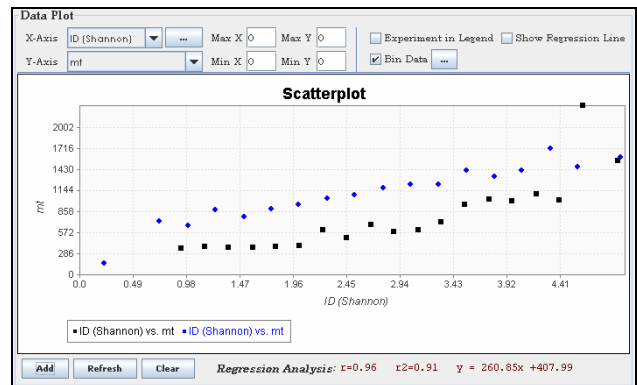 Data Plot
X-Axis ID (Shannon) ... Max X 0 Max Y 0 Experiment in Legend Show Regression Line
Y-Axis mt Min X 0 Min Y 0 Bin Data ...
Scatterplot
2002
1716
1430
1144
858
572
286
0
mt
0.0 0.49 0.98 1.47 1.96 2.45 2.94 3.43 3.92 4.41
ID (Shannon)
ID (Shannon) vs. mt ID (Shannon) vs. mt
Add Refresh Clear Regression Analysis: r=0.96 r2=0.91 y = 260.85x +407.99